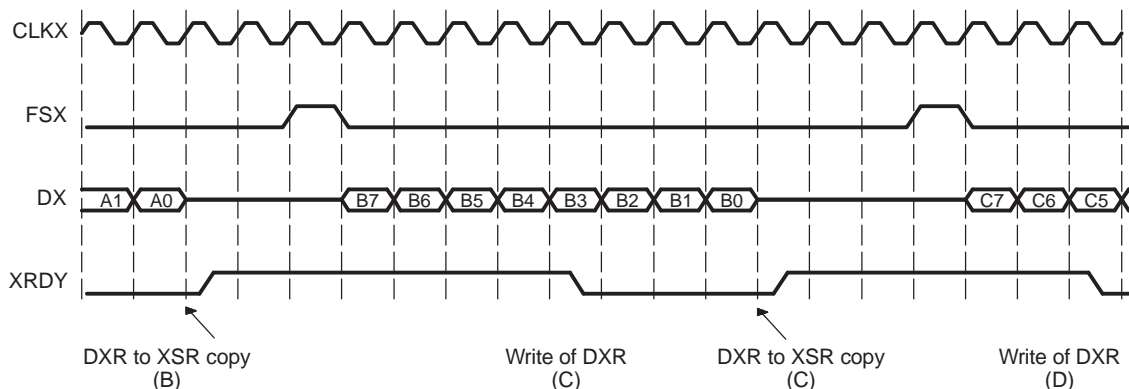 CLKX
FSX
DX
A1 A0 B7 B6 B5 B4 B3 B2 B1 B0 C7 C6 C5
XRDY
DXR to XSR copy
(B)
Write of DXR
(C)
DXR to XSR copy
(C)
Write of DXR
(D)